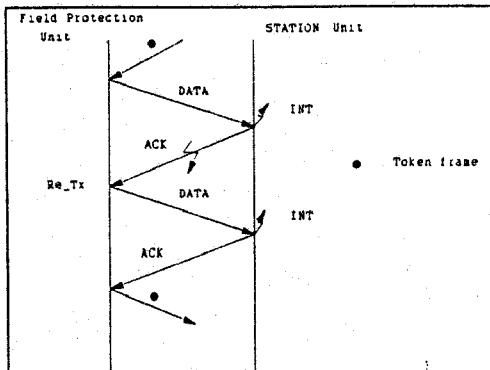 Field Protection
Unit
STATION Unit
DATA
INT
ACK
Token frame
Re_Tx
DATA
INT
ACK